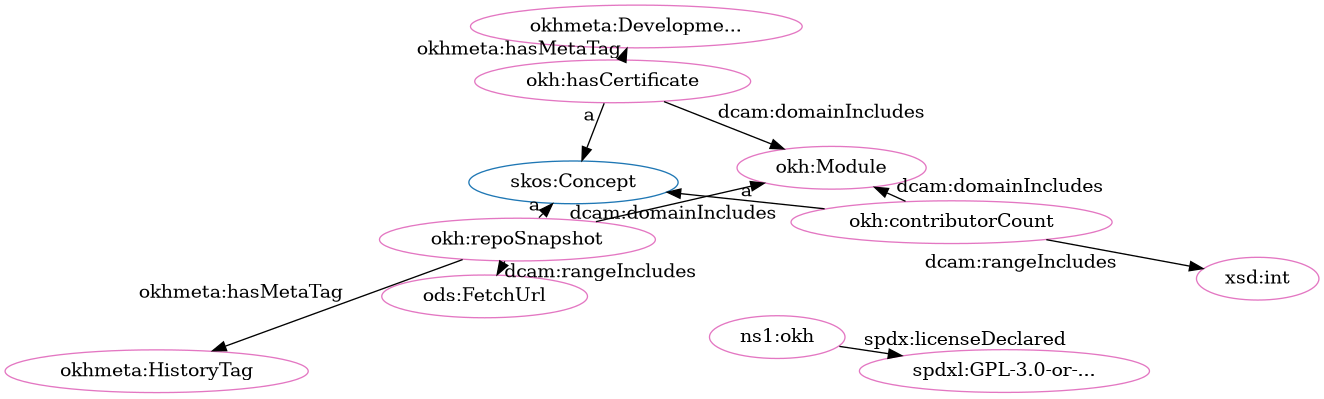 okhmeta:Developme...
okhmeta:hasMetaTag
okh:hasCertificate
a
dcam:domainIncludes
okh:Module
skos:Concept
a
dcam:domainIncludes
a
dcam:domainIncludes
okh:contributorCount
okh:repoSnapshot
dcam:rangeIncludes
dcam:rangeIncludes
xsd:int
okhmeta:hasMetaTag
ods:FetchUrl
ns1:okh
spdx:licenseDeclared
okhmeta:HistoryTag
spdxl:GPL-3.0-or-...